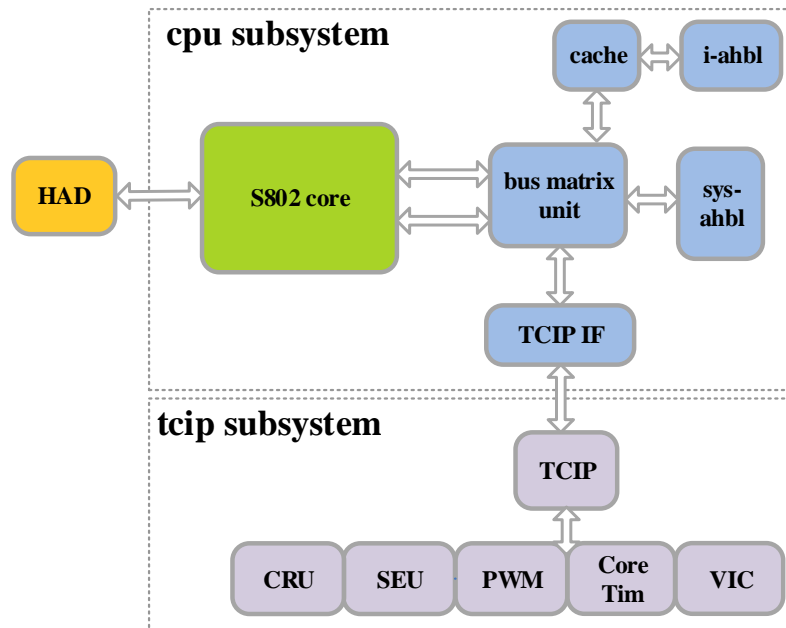 cpu subsystem
cache
i-ahbl
HAD
S802 core
bus matrix
unit
sys-
ahbl
TCIP IF
tcip subsystem
TCIP
CRU
SEU
PWM
Core
Tim
VIC